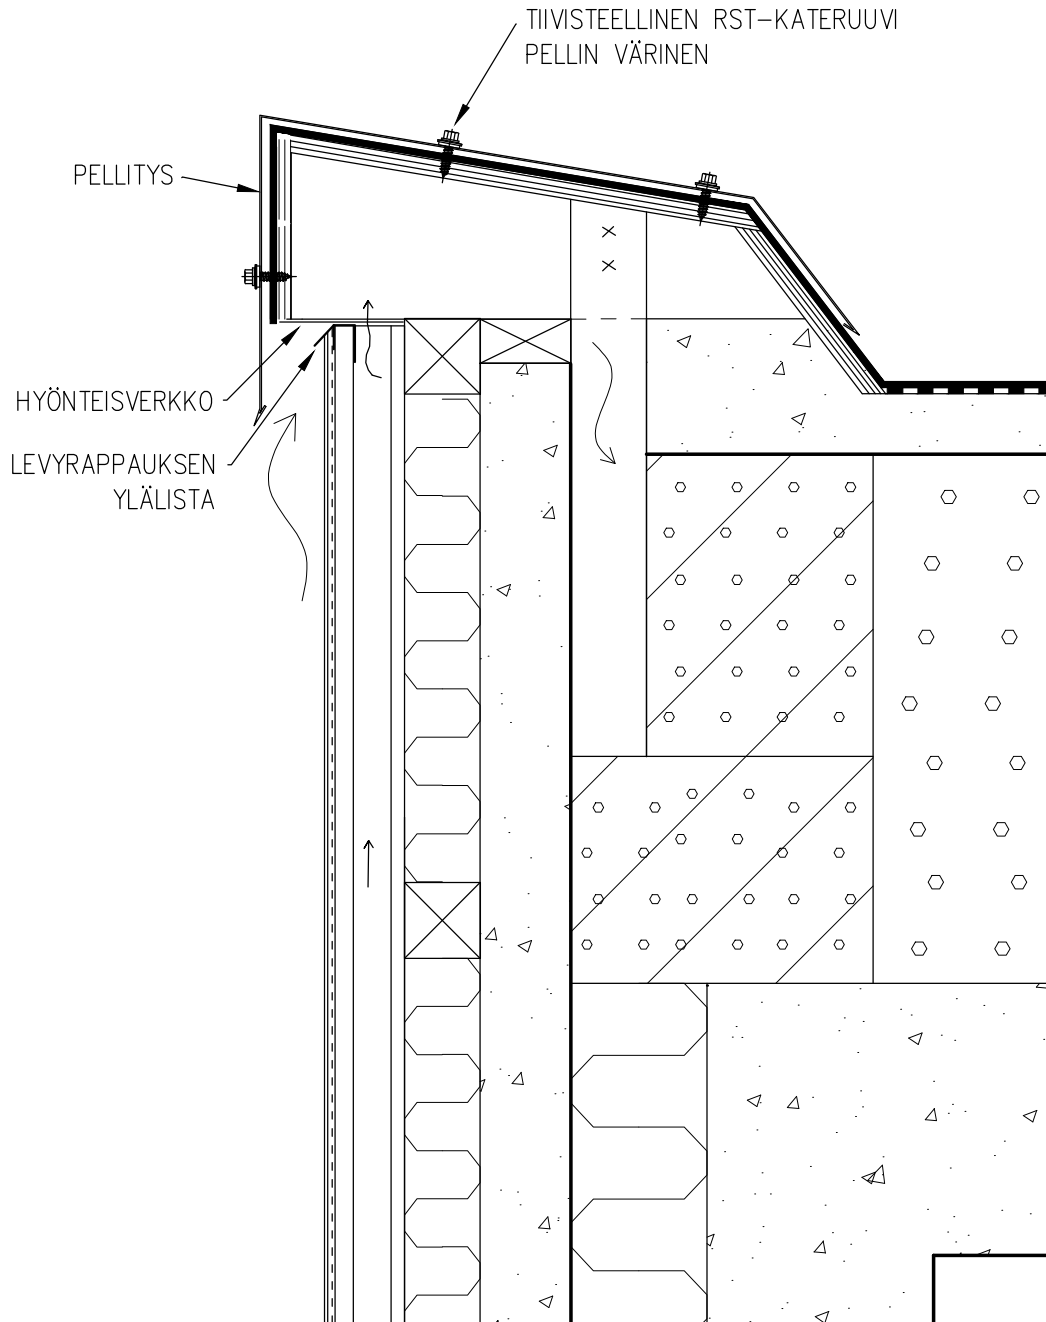 TIIVISTEELLINEN RST-KATERUUVI
PELLIN VÄRINEN
PELLITYS
HYÖNTEISVERKKO
LEVYRAPPAUKSEN
YLÄLISTA